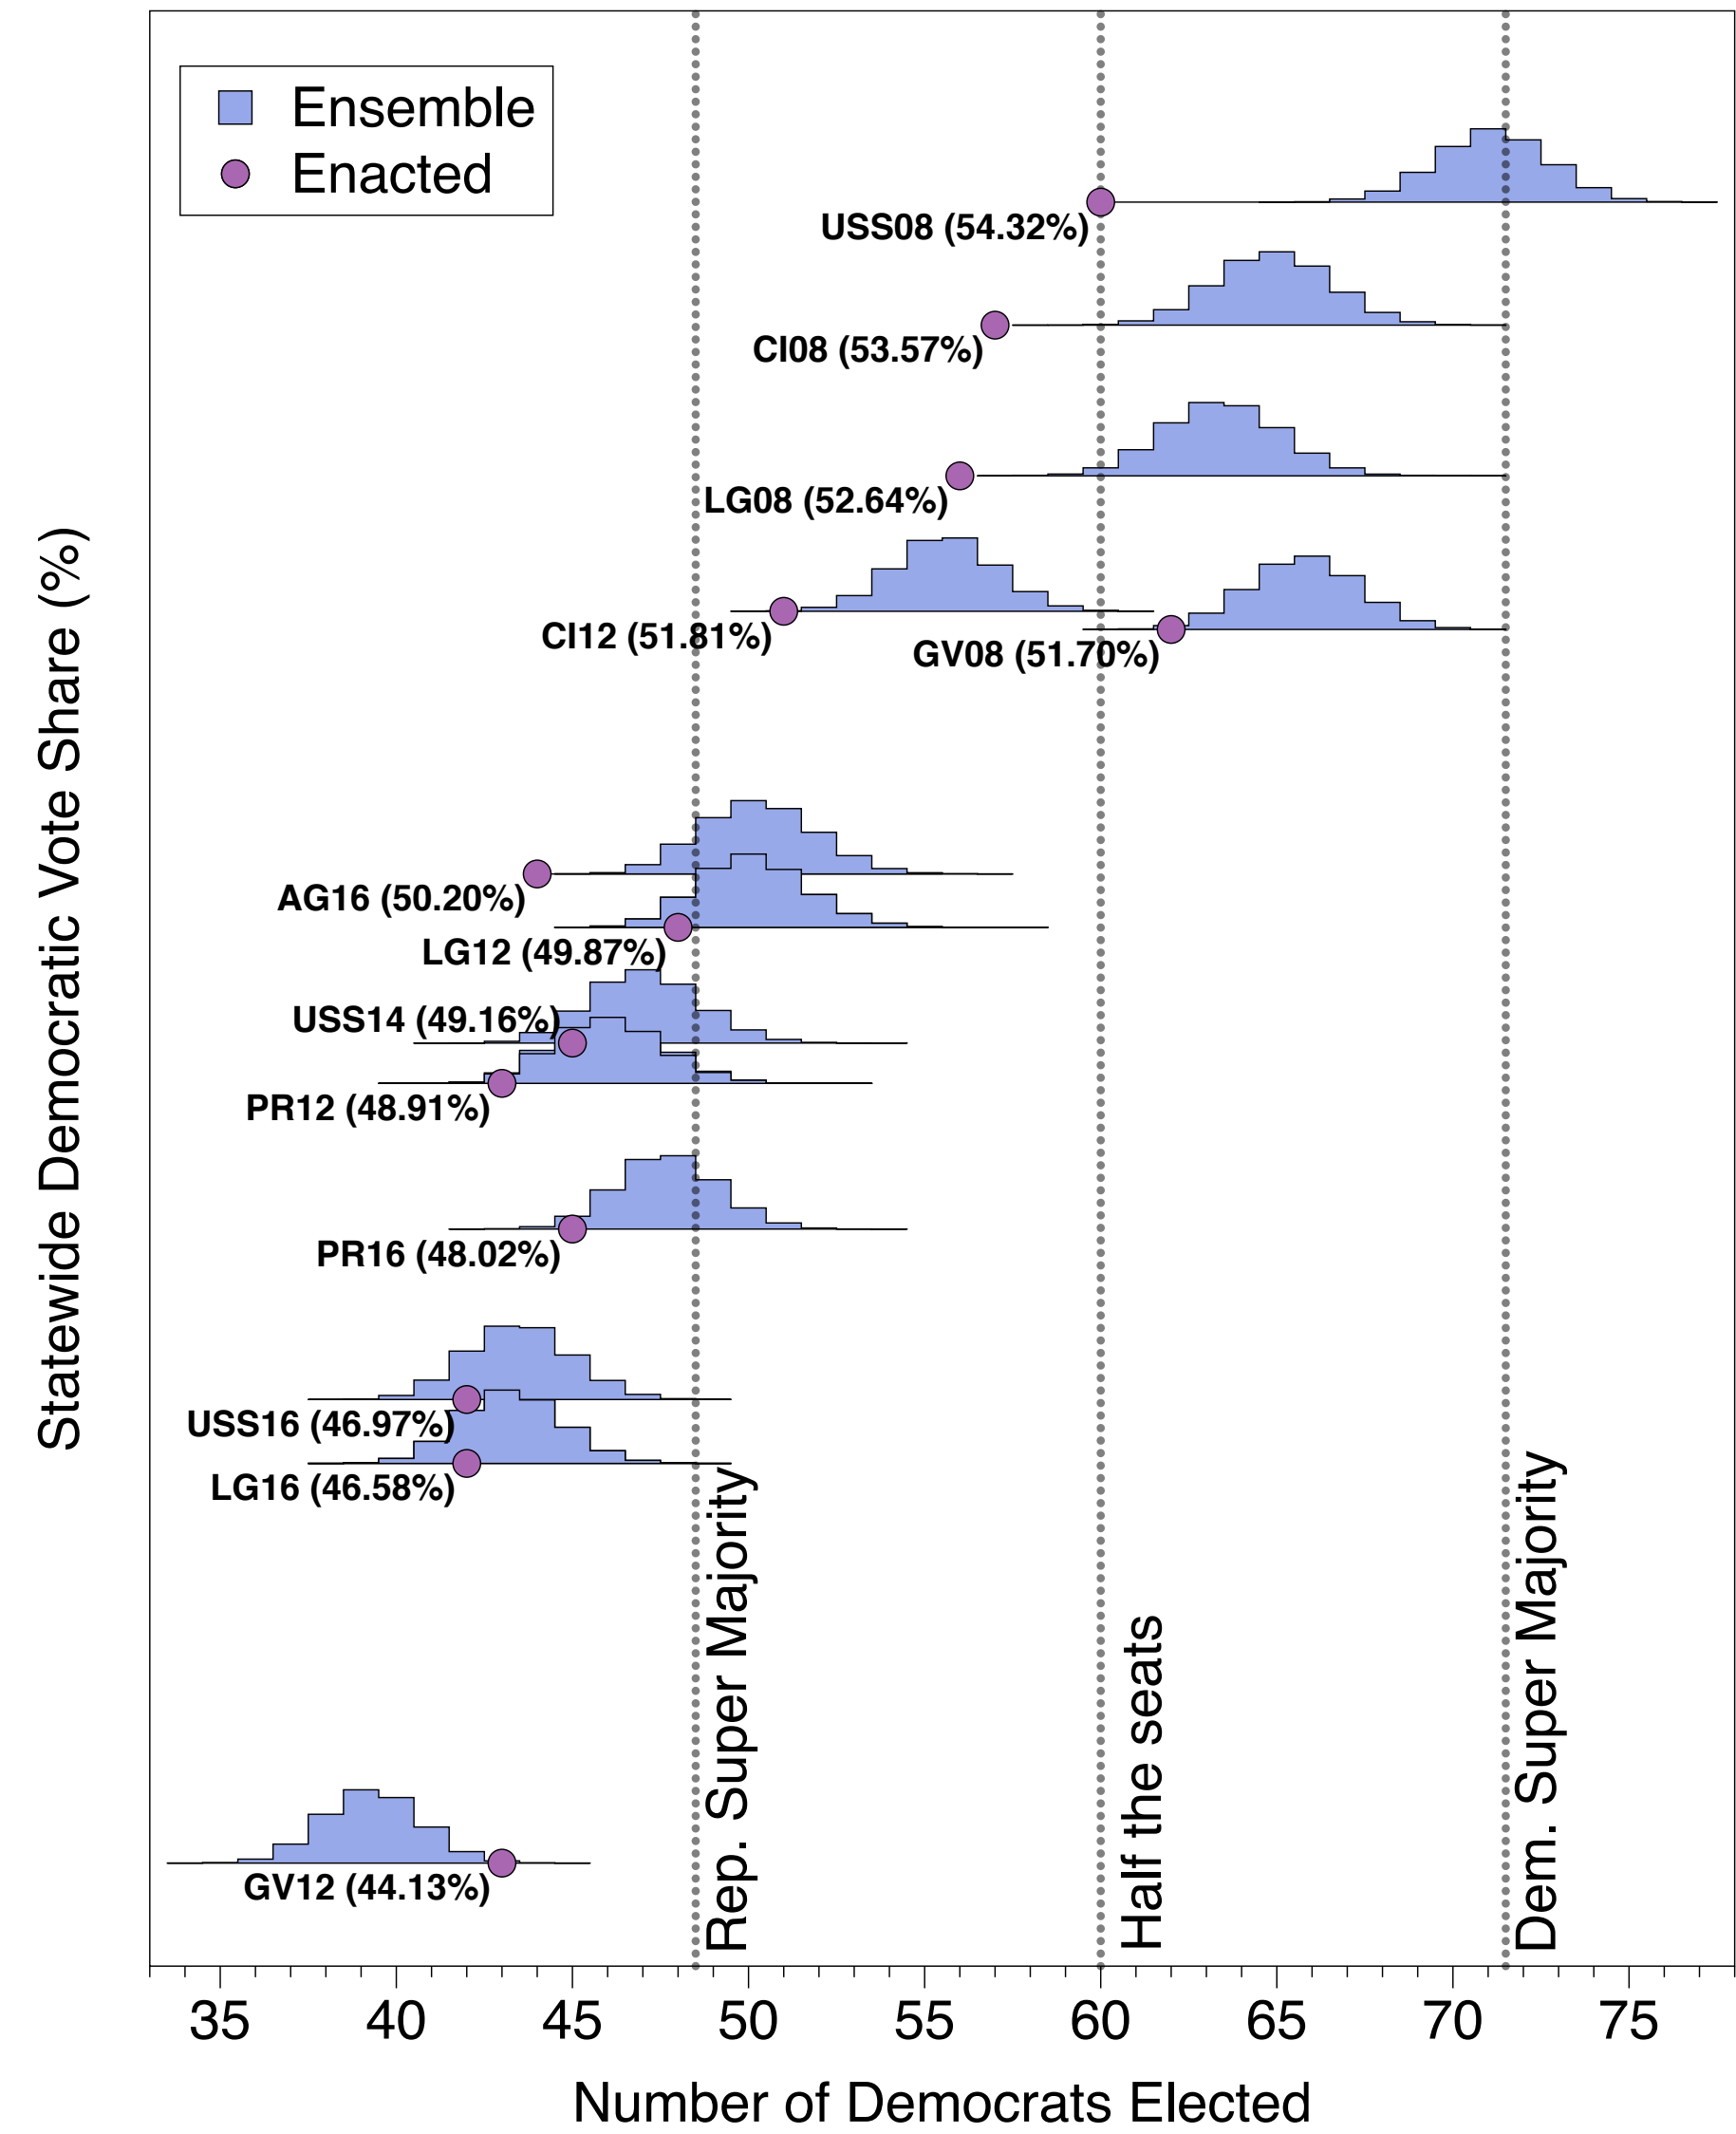 Ensemble
Enacted
USS08 (54.32%)
CI08 (53.57%)
LG08 (52.64%)
CI12 (51.81%)
GV08 (51.70%)
AG16 (50.20%)
LG12 (49.87%)
USS14 (49.16%)
PR12 (48.91%)
PR16 (48.02%)
USS16 (46.97%)
LG16 (46.58%)
GV12 (44.13%)
Rep. Super Majority
Half the seats
Dem. Super Majority
Statewide Democratic Vote Share (%)
35 40 45 50 55 60 65 70 75
Number of Democrats Elected